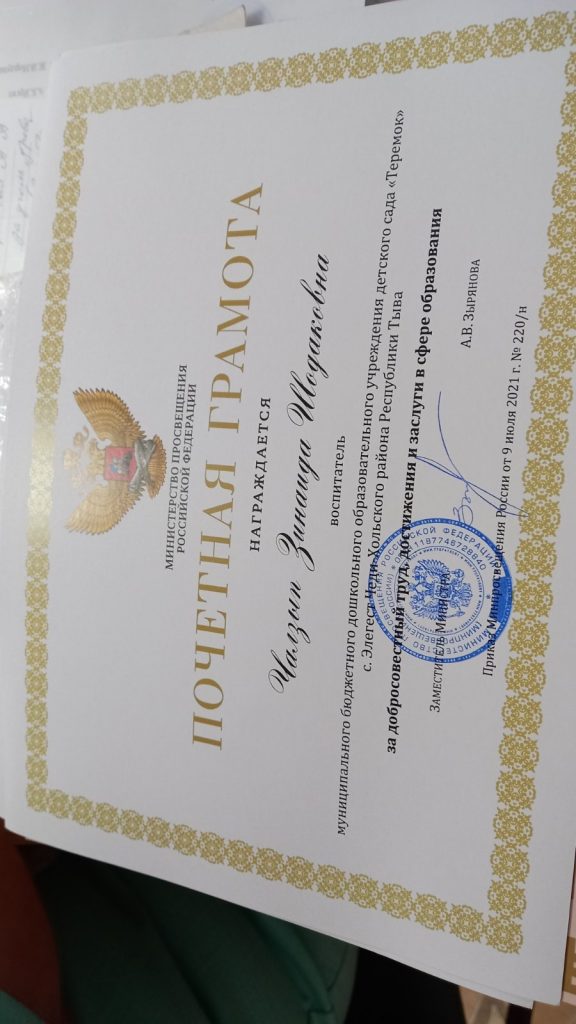 МИНИСТЕРСТВО ПРОСВЕЩЕНИЯ
РОССИЙСКОЙ ФЕДЕРАЦИИ
ПОЧЕТНАЯ ГРАМОТА
НАГРАЖДАЕТСЯ
Чалзып Зинаида Шодаковна
воспитатель
муниципального бюджетного дошкольного образовательного учреждения детского сада «Теремок»
с. Элегест Чеди-Хольского района Республики Тыва
за добросовестный труд, достижения и заслуги в сфере образования
ЗАМЕСТИТЕЛЬ МИНИСТРА
А.В. ЗЫРЯНОВА
Приказ Минпросвещения России от 9 июля 2021 г. № 220/н